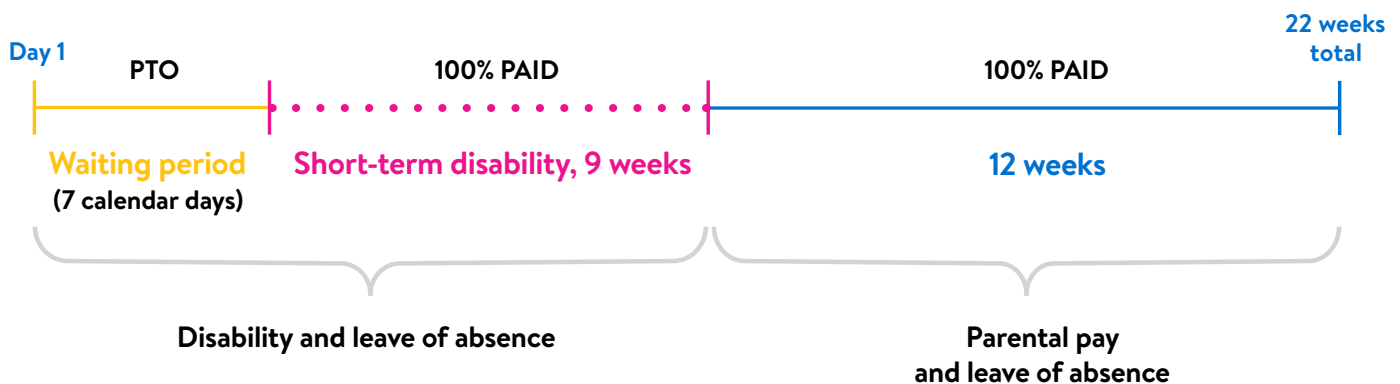 22 weeks
total
Day 1
PTO
100% PAID
100% PAID
Waiting period
(7 calendar days)
Short-term disability, 9 weeks
12 weeks
Disability and leave of absence
Parental pay
and leave of absence